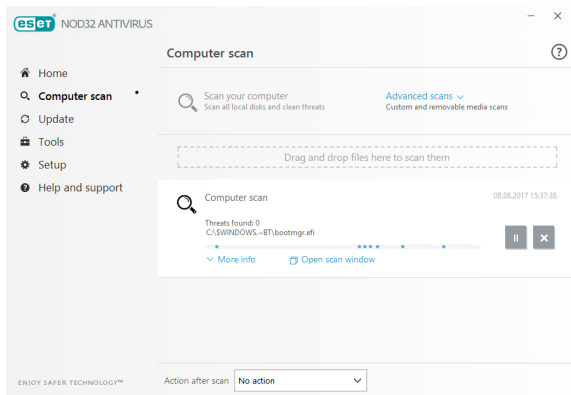 eset NOD32 ANTIVIRUS
Computer scan
?
Home
Computer scan
Update
Tools
Setup
Help and support
Scan your computer
Scan all local disks and clean threats
Advanced scans
Custom and removable media scans
Drag and drop files here to scan them
Computer scan
08.08.2017 15:37:38
Threats found: 0
C:\$WINDOWS.~BT\bootmgr.efi
More info
Open scan window
Action after scan
No action
ENJOY SAFER TECHNOLOGY™